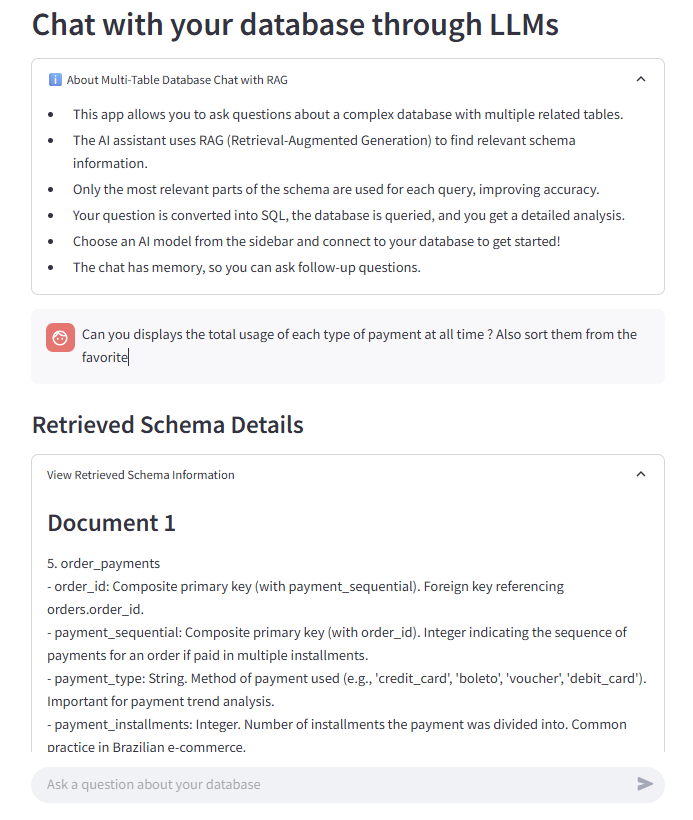 Chat with your database through LLMs
About Multi-Table Database Chat with RAG
• This app allows you to ask questions about a complex database with multiple related tables.
• The AI assistant uses RAG (Retrieval-Augmented Generation) to find relevant schema
information.
• Only the most relevant parts of the schema are used for each query, improving accuracy.
• Your question is converted into SQL, the database is queried, and you get a detailed analysis.
• Choose an AI model from the sidebar and connect to your database to get started!
• The chat has memory, so you can ask follow-up questions.
Can you displays the total usage of each type of payment at all time ? Also sort them from the
favorite
Retrieved Schema Details
View Retrieved Schema Information
Document 1
5. order_payments
- order_id: Composite primary key (with payment_sequential). Foreign key referencing
orders.order_id.
- payment_sequential: Composite primary key (with order_id). Integer indicating the sequence of
payments for an order if paid in multiple installments.
- payment_type: String. Method of payment used (e.g., 'credit_card', 'boleto', 'voucher', 'debit_card').
Important for payment trend analysis.
- payment_installments: Integer. Number of installments the payment was divided into. Common
practice in Brazilian e-commerce.
Ask a question about your database